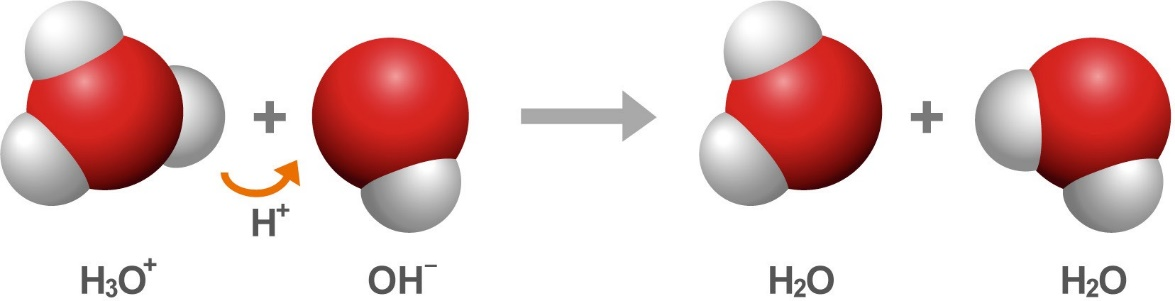 +
+
H⁺
H₃O⁺
OH⁻
H₂O
H₂O